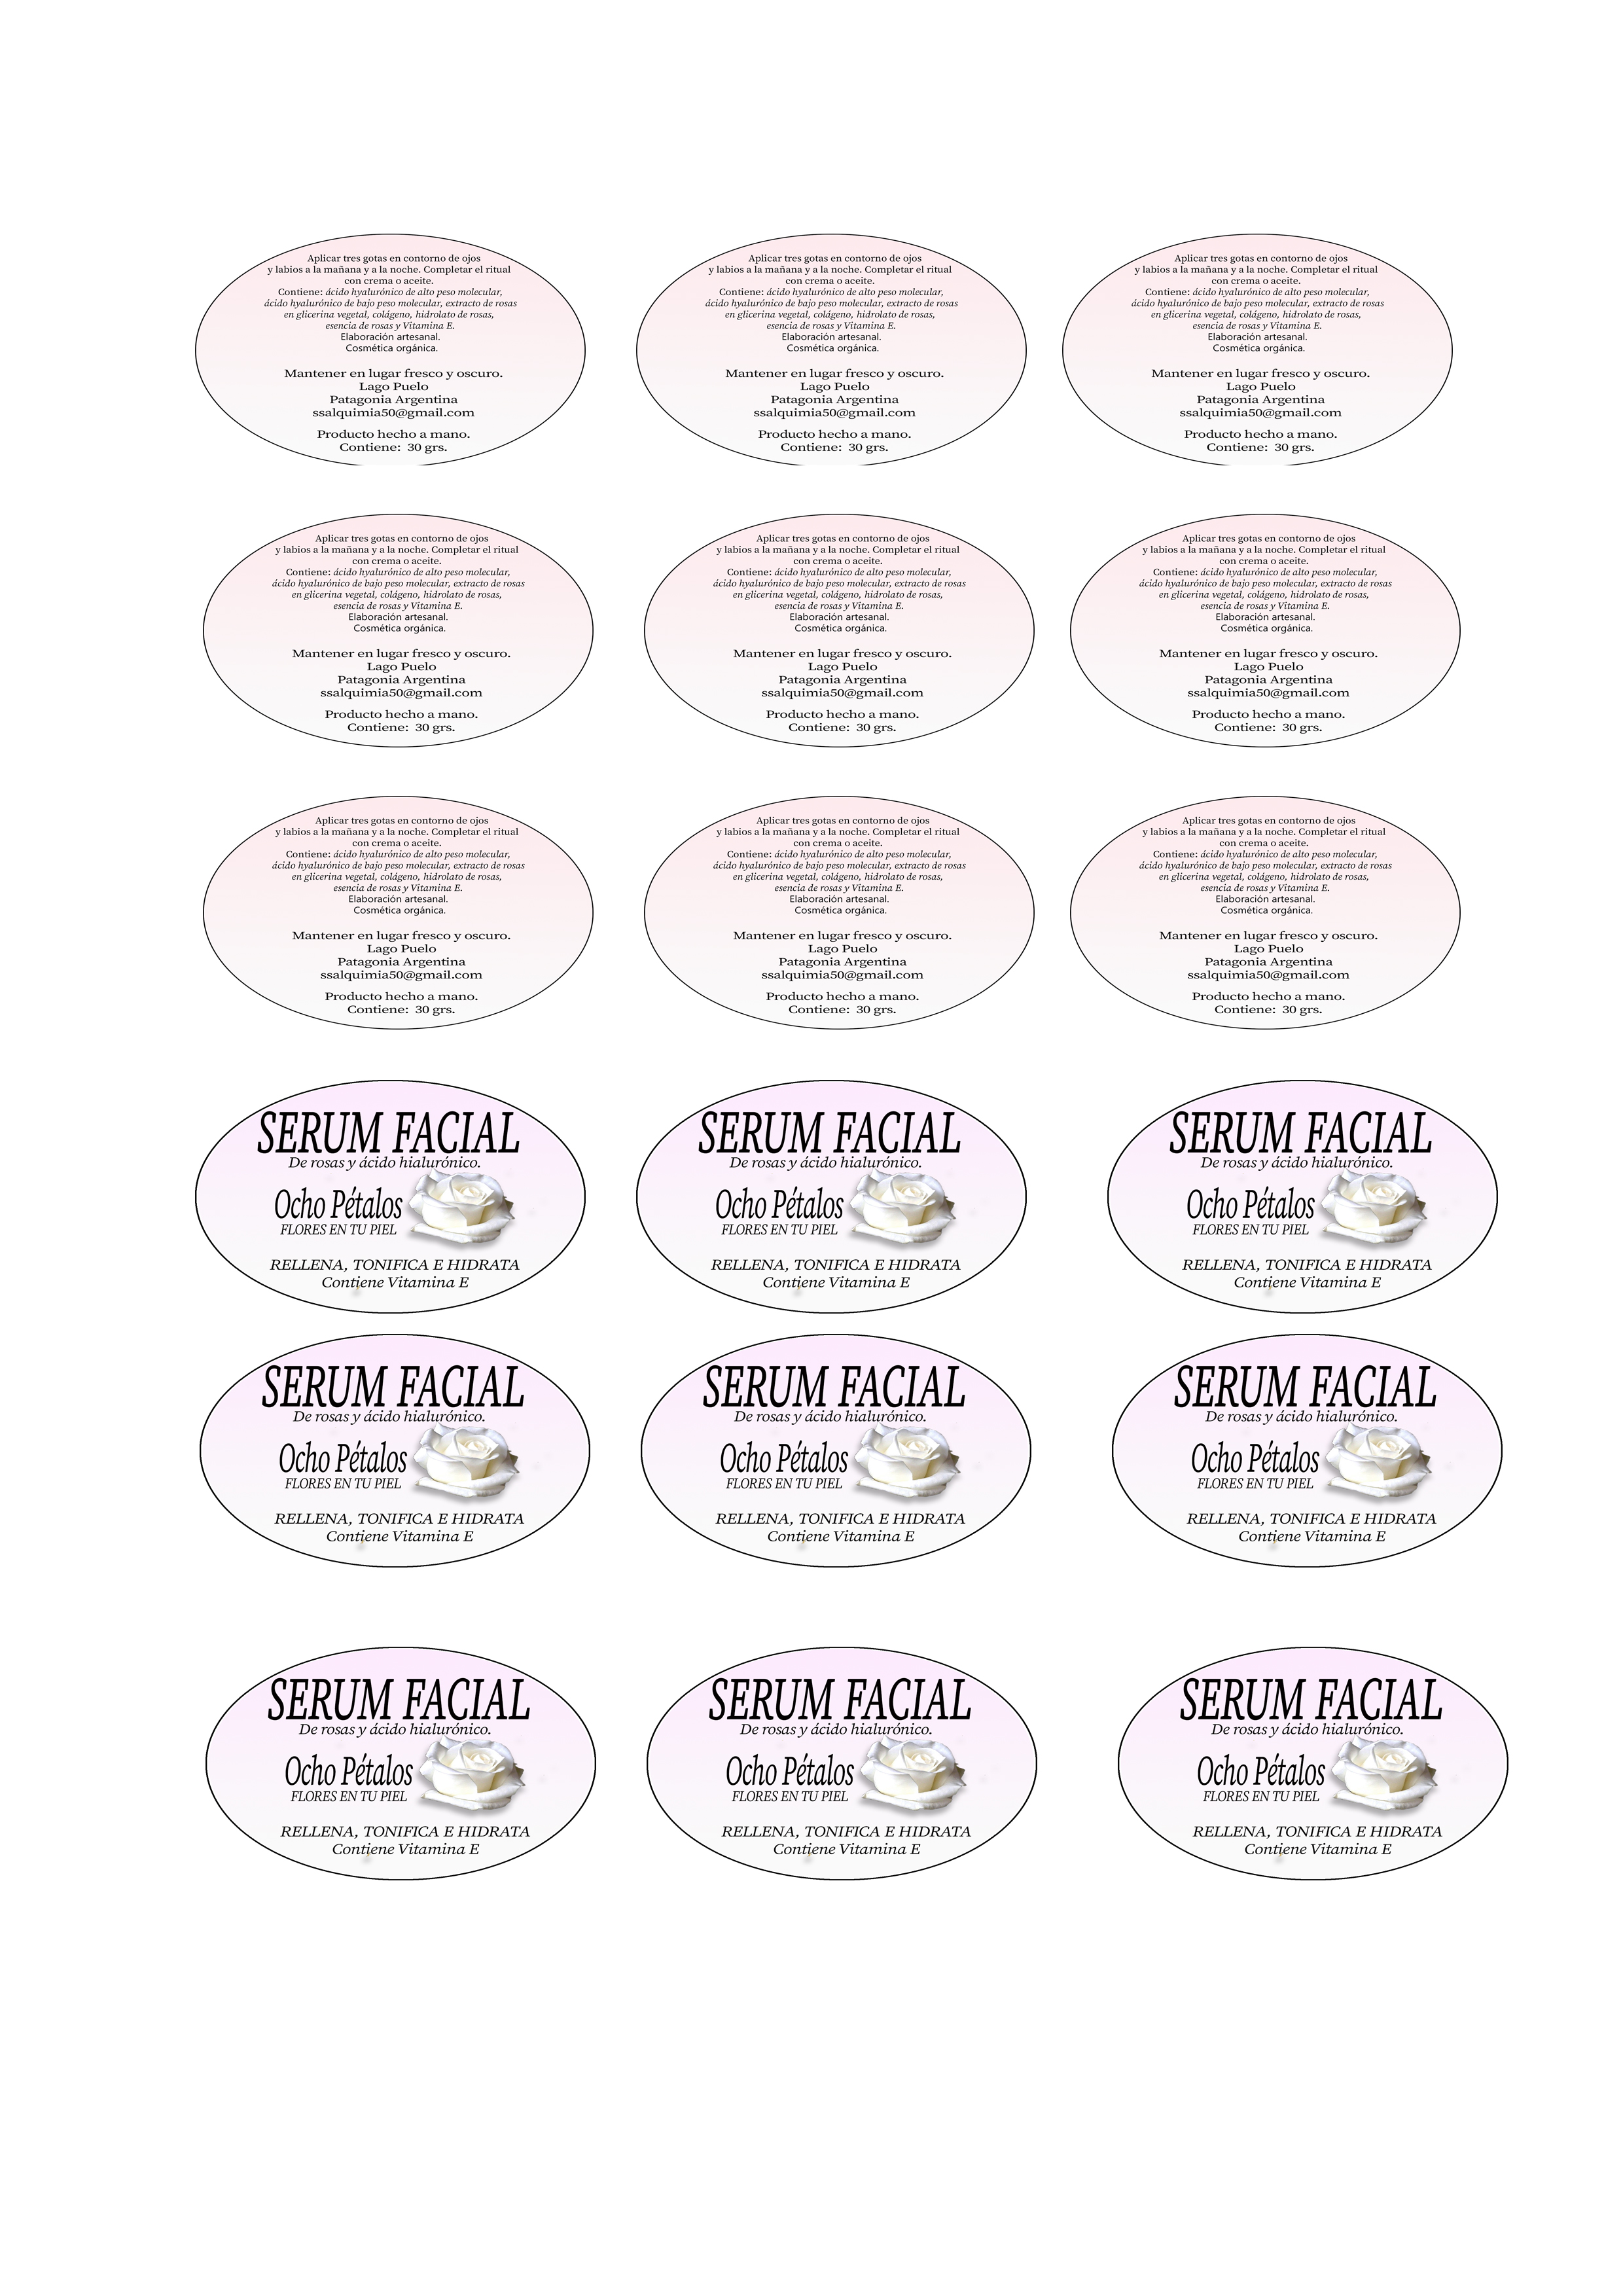 Aplicar tres gotas en contorno de ojos
y labios a la mañana y a la noche. Completar el ritual
con crema o aceite.
Contiene: ácido hyalurónico de alto peso molecular,
ácido hyalurónico de bajo peso molecular, extracto de rosas
en glicerina vegetal, colágeno, hidrolato de rosas,
esencia de rosas y Vitamina E.
Elaboración artesanal.
Cosmética orgánica.
Mantener en lugar fresco y oscuro.
Lago Puelo
Patagonia Argentina
ssalquimia50@gmail.com
Producto hecho a mano.
Contiene: 30 grs.
Aplicar tres gotas en contorno de ojos
y labios a la mañana y a la noche. Completar el ritual
con crema o aceite.
Contiene: ácido hyalurónico de alto peso molecular,
ácido hyalurónico de bajo peso molecular, extracto de rosas
en glicerina vegetal, colágeno, hidrolato de rosas,
esencia de rosas y Vitamina E.
Elaboración artesanal.
Cosmética orgánica.
Mantener en lugar fresco y oscuro.
Lago Puelo
Patagonia Argentina
ssalquimia50@gmail.com
Producto hecho a mano.
Contiene: 30 grs.
Aplicar tres gotas en contorno de ojos
y labios a la mañana y a la noche. Completar el ritual
con crema o aceite.
Contiene: ácido hyalurónico de alto peso molecular,
ácido hyalurónico de bajo peso molecular, extracto de rosas
en glicerina vegetal, colágeno, hidrolato de rosas,
esencia de rosas y Vitamina E.
Elaboración artesanal.
Cosmética orgánica.
Mantener en lugar fresco y oscuro.
Lago Puelo
Patagonia Argentina
ssalquimia50@gmail.com
Producto hecho a mano.
Contiene: 30 grs.
Aplicar tres gotas en contorno de ojos
y labios a la mañana y a la noche. Completar el ritual
con crema o aceite.
Contiene: ácido hyalurónico de alto peso molecular,
ácido hyalurónico de bajo peso molecular, extracto de rosas
en glicerina vegetal, colágeno, hidrolato de rosas,
esencia de rosas y Vitamina E.
Elaboración artesanal.
Cosmética orgánica.
Mantener en lugar fresco y oscuro.
Lago Puelo
Patagonia Argentina
ssalquimia50@gmail.com
Producto hecho a mano.
Contiene: 30 grs.
Aplicar tres gotas en contorno de ojos
y labios a la mañana y a la noche. Completar el ritual
con crema o aceite.
Contiene: ácido hyalurónico de alto peso molecular,
ácido hyalurónico de bajo peso molecular, extracto de rosas
en glicerina vegetal, colágeno, hidrolato de rosas,
esencia de rosas y Vitamina E.
Elaboración artesanal.
Cosmética orgánica.
Mantener en lugar fresco y oscuro.
Lago Puelo
Patagonia Argentina
ssalquimia50@gmail.com
Producto hecho a mano.
Contiene: 30 grs.
Aplicar tres gotas en contorno de ojos
y labios a la mañana y a la noche. Completar el ritual
con crema o aceite.
Contiene: ácido hyalurónico de alto peso molecular,
ácido hyalurónico de bajo peso molecular, extracto de rosas
en glicerina vegetal, colágeno, hidrolato de rosas,
esencia de rosas y Vitamina E.
Elaboración artesanal.
Cosmética orgánica.
Mantener en lugar fresco y oscuro.
Lago Puelo
Patagonia Argentina
ssalquimia50@gmail.com
Producto hecho a mano.
Contiene: 30 grs.
Aplicar tres gotas en contorno de ojos
y labios a la mañana y a la noche. Completar el ritual
con crema o aceite.
Contiene: ácido hyalurónico de alto peso molecular,
ácido hyalurónico de bajo peso molecular, extracto de rosas
en glicerina vegetal, colágeno, hidrolato de rosas,
esencia de rosas y Vitamina E.
Elaboración artesanal.
Cosmética orgánica.
Mantener en lugar fresco y oscuro.
Lago Puelo
Patagonia Argentina
ssalquimia50@gmail.com
Producto hecho a mano.
Contiene: 30 grs.
Aplicar tres gotas en contorno de ojos
y labios a la mañana y a la noche. Completar el ritual
con crema o aceite.
Contiene: ácido hyalurónico de alto peso molecular,
ácido hyalurónico de bajo peso molecular, extracto de rosas
en glicerina vegetal, colágeno, hidrolato de rosas,
esencia de rosas y Vitamina E.
Elaboración artesanal.
Cosmética orgánica.
Mantener en lugar fresco y oscuro.
Lago Puelo
Patagonia Argentina
ssalquimia50@gmail.com
Producto hecho a mano.
Contiene: 30 grs.
Aplicar tres gotas en contorno de ojos
y labios a la mañana y a la noche. Completar el ritual
con crema o aceite.
Contiene: ácido hyalurónico de alto peso molecular,
ácido hyalurónico de bajo peso molecular, extracto de rosas
en glicerina vegetal, colágeno, hidrolato de rosas,
esencia de rosas y Vitamina E.
Elaboración artesanal.
Cosmética orgánica.
Mantener en lugar fresco y oscuro.
Lago Puelo
Patagonia Argentina
ssalquimia50@gmail.com
Producto hecho a mano.
Contiene: 30 grs.
SERUM FACIAL
De rosas y ácido hialurónico.
Ocho Pétalos
FLORES EN TU PIEL
RELLENA, TONIFICA E HIDRATA
Contiene Vitamina E
SERUM FACIAL
De rosas y ácido hialurónico.
Ocho Pétalos
FLORES EN TU PIEL
RELLENA, TONIFICA E HIDRATA
Contiene Vitamina E
SERUM FACIAL
De rosas y ácido hialurónico.
Ocho Pétalos
FLORES EN TU PIEL
RELLENA, TONIFICA E HIDRATA
Contiene Vitamina E
SERUM FACIAL
De rosas y ácido hialurónico.
Ocho Pétalos
FLORES EN TU PIEL
RELLENA, TONIFICA E HIDRATA
Contiene Vitamina E
SERUM FACIAL
De rosas y ácido hialurónico.
Ocho Pétalos
FLORES EN TU PIEL
RELLENA, TONIFICA E HIDRATA
Contiene Vitamina E
SERUM FACIAL
De rosas y ácido hialurónico.
Ocho Pétalos
FLORES EN TU PIEL
RELLENA, TONIFICA E HIDRATA
Contiene Vitamina E
SERUM FACIAL
De rosas y ácido hialurónico.
Ocho Pétalos
FLORES EN TU PIEL
RELLENA, TONIFICA E HIDRATA
Contiene Vitamina E
SERUM FACIAL
De rosas y ácido hialurónico.
Ocho Pétalos
FLORES EN TU PIEL
RELLENA, TONIFICA E HIDRATA
Contiene Vitamina E
SERUM FACIAL
De rosas y ácido hialurónico.
Ocho Pétalos
FLORES EN TU PIEL
RELLENA, TONIFICA E HIDRATA
Contiene Vitamina E